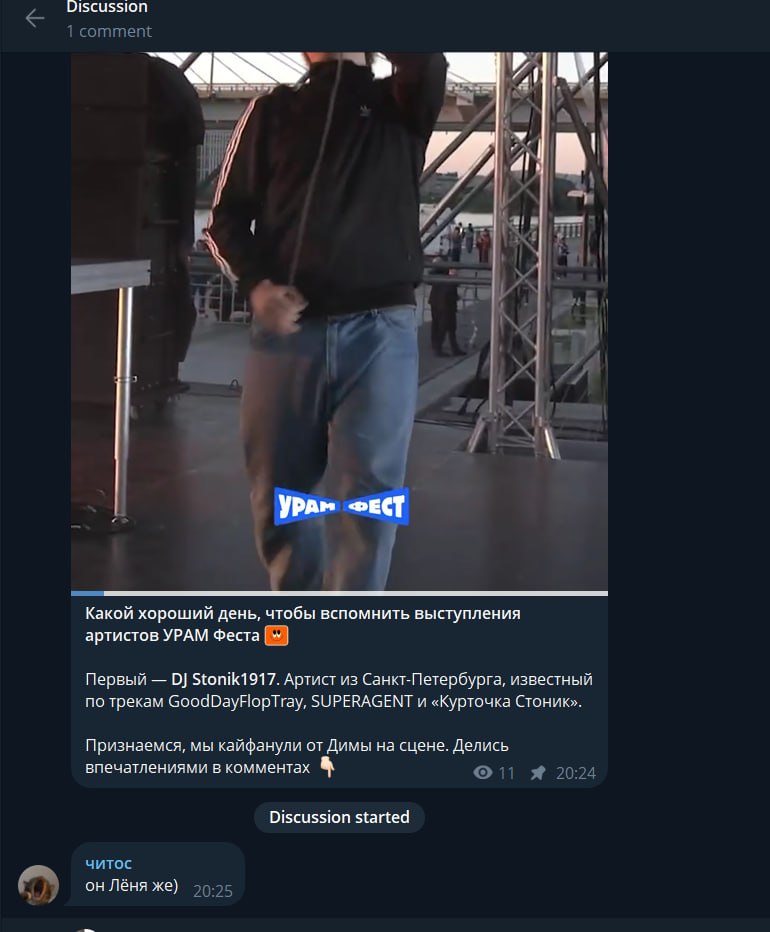 Discussion
1 comment
УРАМ ФЕСТ
Какой хороший день, чтобы вспомнить выступления
артистов УРАМ Феста
Первый — DJ Stonik1917. Артист из Санкт-Петербурга, известный
по трекам GoodDayFlopTray, SUPERAGENT и «Курточка Стоник».
Признаемся, мы кайфанули от Димы на сцене. Делись
впечатлениями в комментах 👇🏻
11 20:24
Discussion started
читос
он Лёня же) 20:25